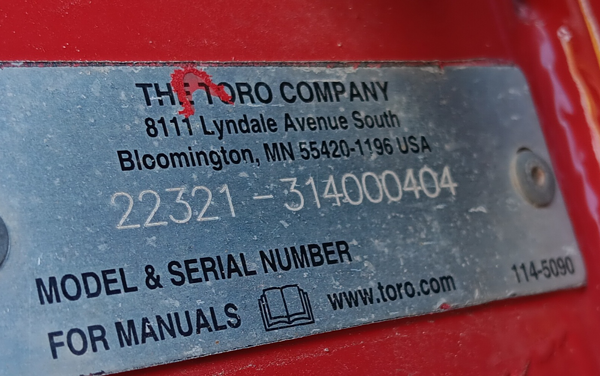 THE TORO COMPANY
8111 Lyndale Avenue South
Bloomington, MN 55420-1196 USA
22321 - 314000404
MODEL & SERIAL NUMBER
FOR MANUALS www.toro.com
114-5090